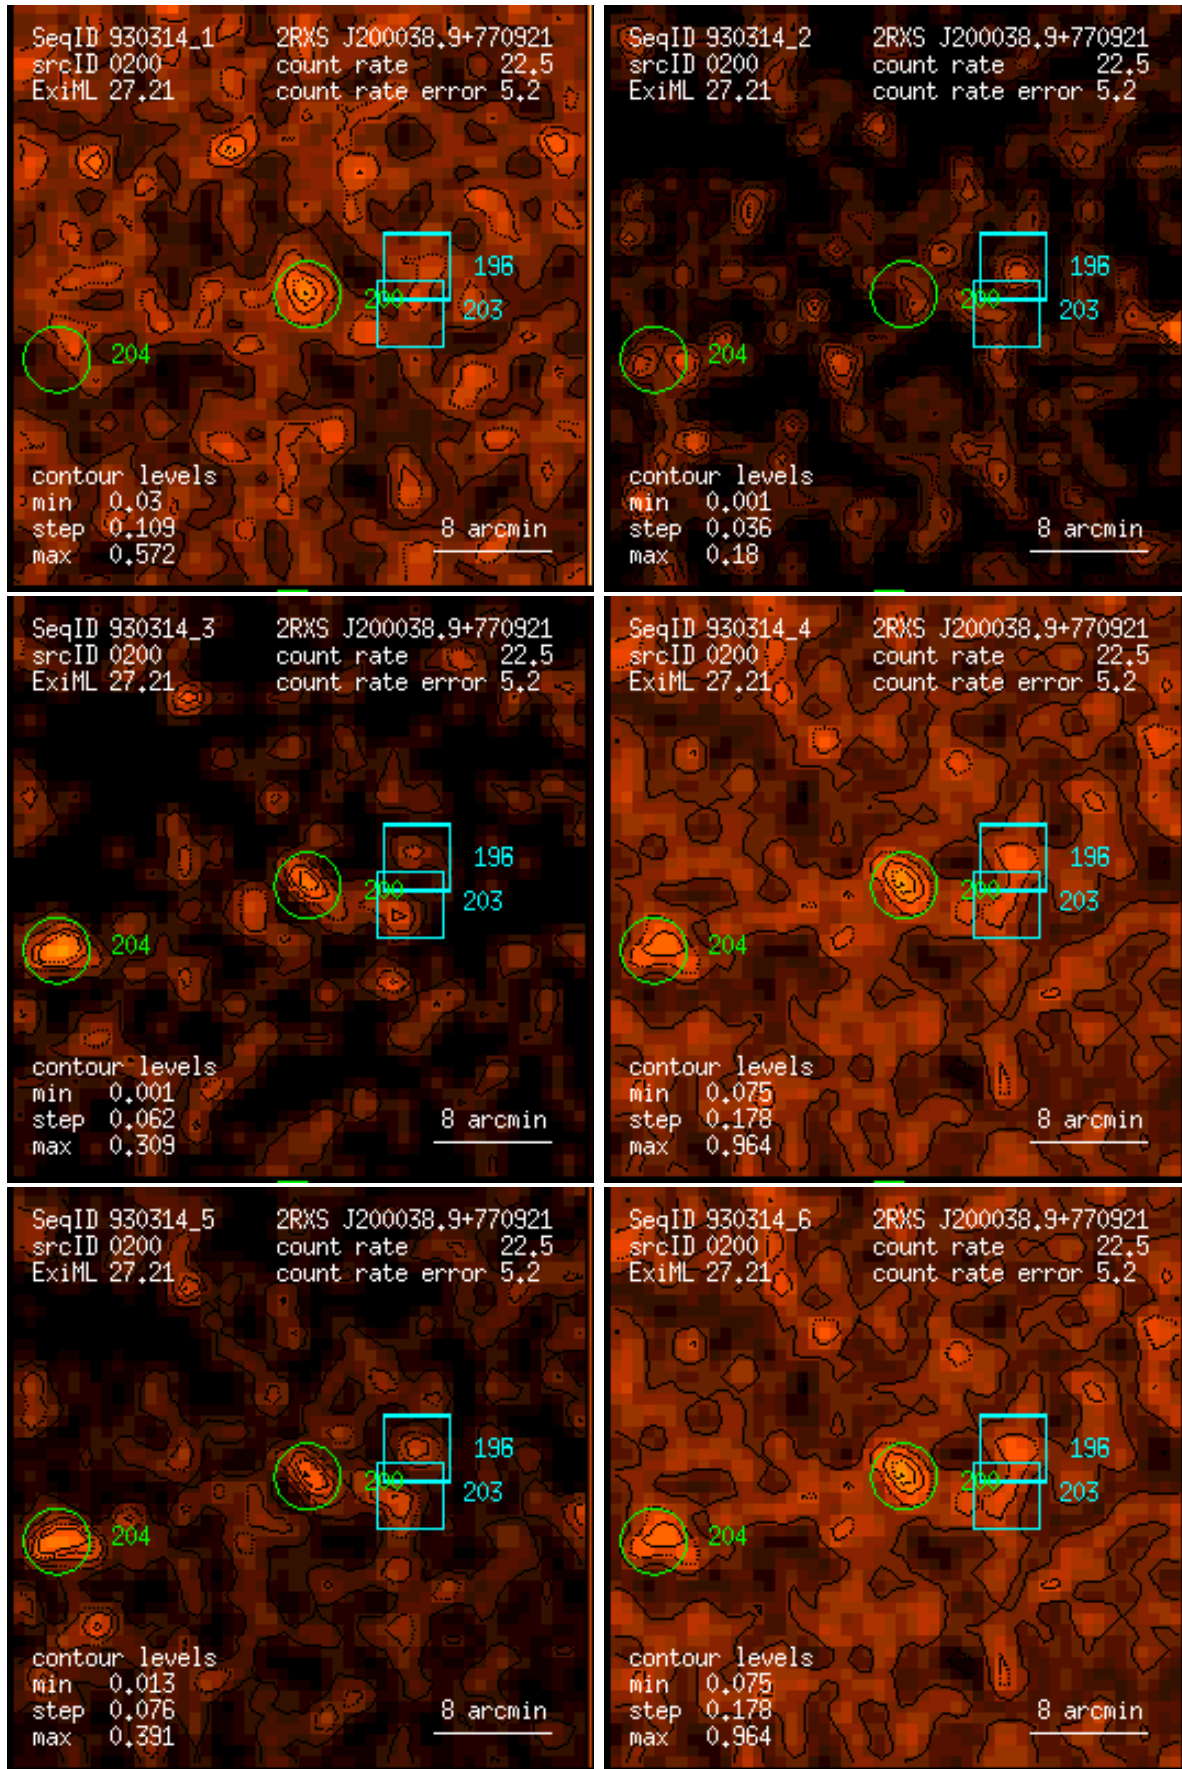 SeqID 930314_1 2RXS J200038.9+770921
srcID 0200 count rate 22.5
ExiML 27.21 count rate error 5.2
196
200
203
204
contour levels
min 0.03
step 0.109 8 arcmin
max 0.572
SeqID 930314_2 2RXS J200038.9+770921
srcID 0200 count rate 22.5
ExiML 27.21 count rate error 5.2
196
200
203
204
contour levels
min 0.001
step 0.036 8 arcmin
max 0.18
SeqID 930314_3 2RXS J200038.9+770921
srcID 0200 count rate 22.5
ExiML 27.21 count rate error 5.2
196
200
203
204
contour levels
min 0.001
step 0.062 8 arcmin
max 0.309
SeqID 930314_4 2RXS J200038.9+770921
srcID 0200 count rate 22.5
ExiML 27.21 count rate error 5.2
196
200
203
204
contour levels
min 0.075
step 0.178 8 arcmin
max 0.964
SeqID 930314_5 2RXS J200038.9+770921
srcID 0200 count rate 22.5
ExiML 27.21 count rate error 5.2
196
200
203
204
contour levels
min 0.013
step 0.076 8 arcmin
max 0.391
SeqID 930314_6 2RXS J200038.9+770921
srcID 0200 count rate 22.5
ExiML 27.21 count rate error 5.2
196
200
203
204
contour levels
min 0.075
step 0.178 8 arcmin
max 0.964